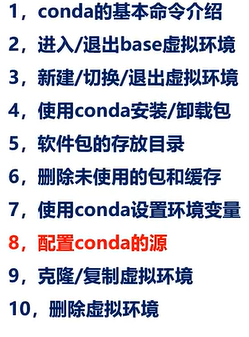 1，conda的基本命令介绍
2，进入/退出base虚拟环境
3，新建/切换/退出虚拟环境
4，使用conda安装/卸载包
5，软件包的存放目录
6，删除未使用的包和缓存
7，使用conda设置环境变量
8，配置conda的源
9，克隆/复制虚拟环境
10，删除虚拟环境